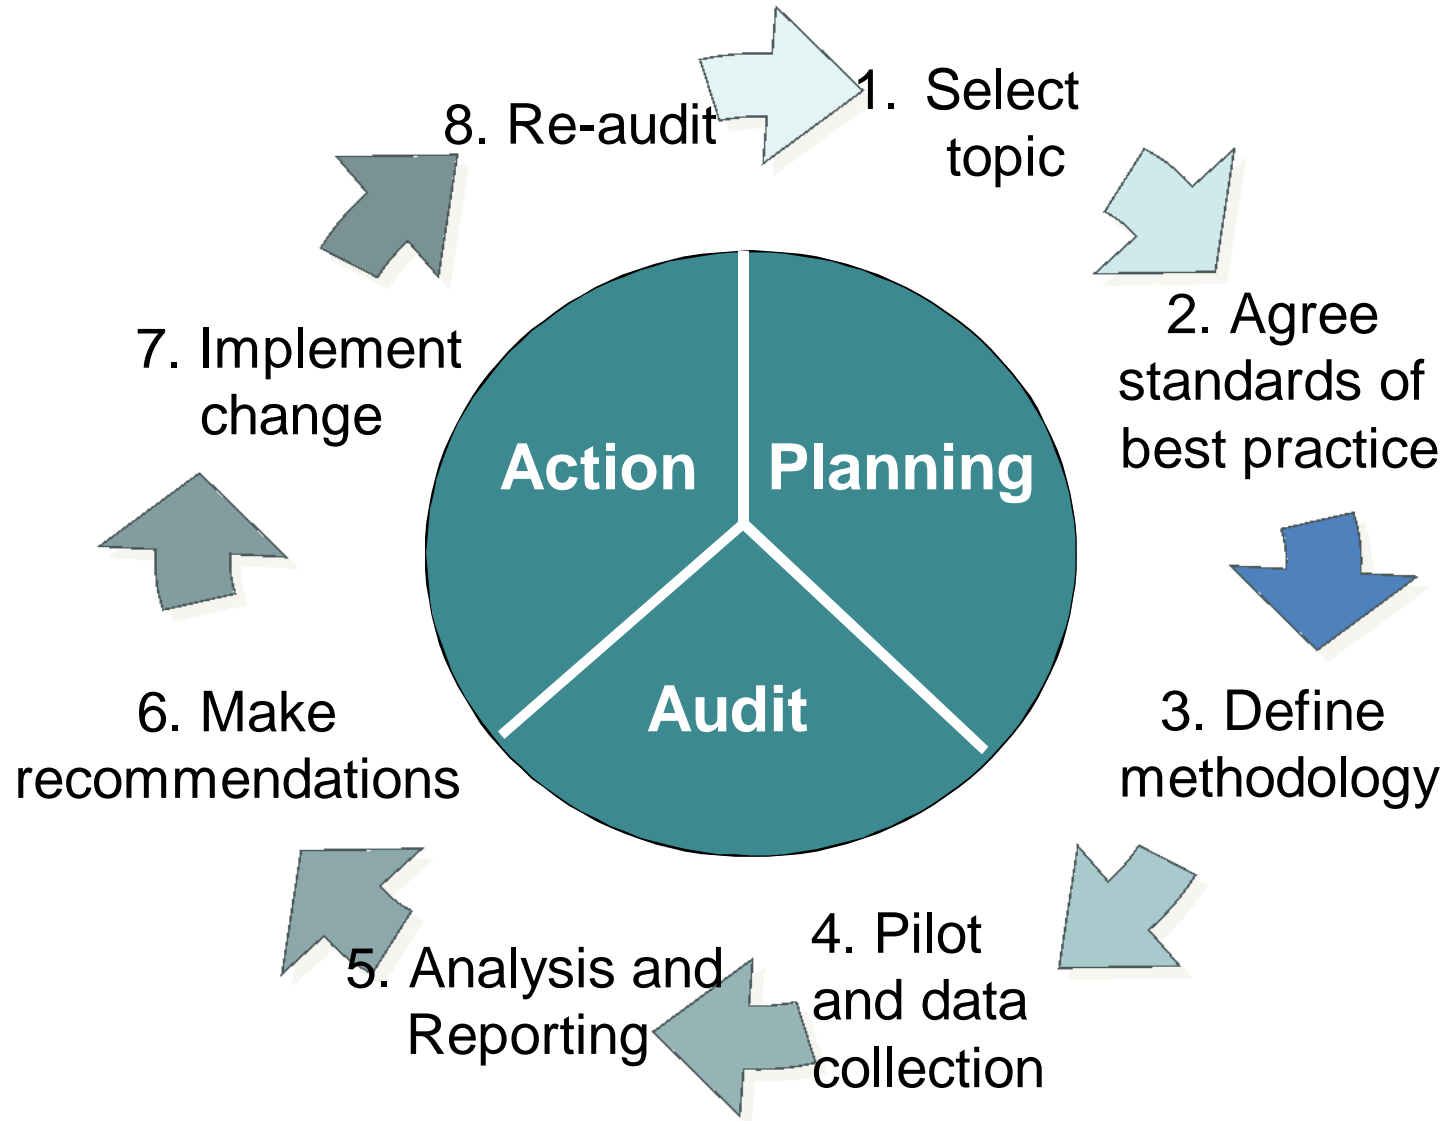 1. Select
topic
2. Agree
standards of
best practice
3. Define
methodology
4. Pilot
and data
collection
5. Analysis and
Reporting
6. Make
recommendations
7. Implement
change
8. Re-audit
Action
Planning
Audit